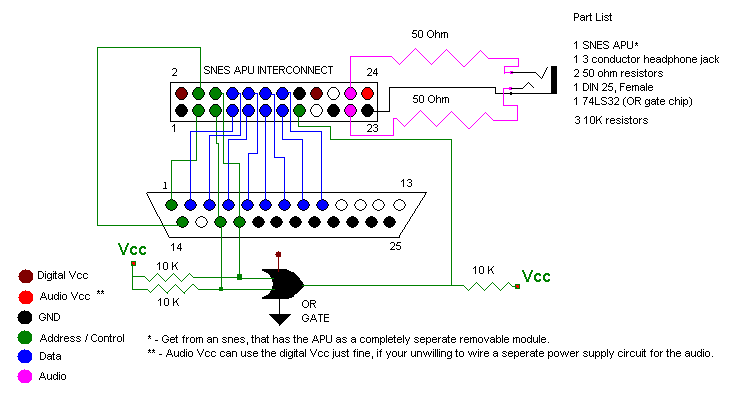 Part List
50 Ohm
SNES APU INTERCONNECT
2
24
1 SNES APU*
1 3 conductor headphone jack
2 50 ohm resistors
1 DIN 25, Female
1 74LS32 (OR gate chip)
3 10K resistors
50 Ohm
1
23
1
13
14
25
Vcc
10 K
10 K
10 K
Vcc
OR
GATE
Digital Vcc
Audio Vcc **
GND
Address / Control
Data
Audio
* - Get from an snes, that has the APU as a completely seperate removable module.
** - Audio Vcc can use the digital Vcc just fine, if your unwilling to wire a seperate power supply circuit for the audio.